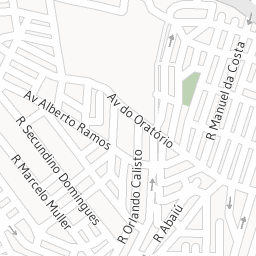 Av Alberto Ramos
Av do Oratório
R Manuel da Costa
R Secundino Domingues
R Marcelo Muller
R Orlando Calisto
R Abaiú